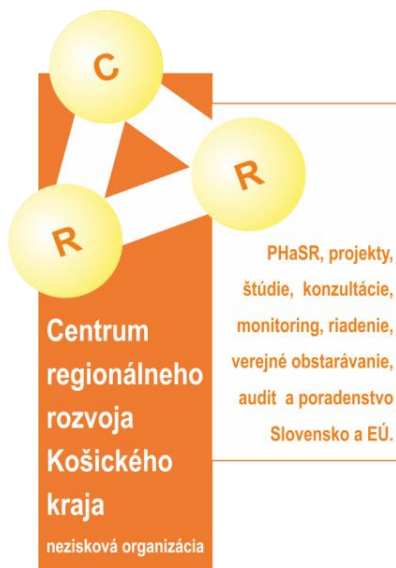 C
R
R
Centrum
regionálneho
rozvoja
Košického
kraja
nezisková organizácia
PHaSR, projekty,
štúdie, konzultácie,
monitoring, riadenie,
verejné obstarávanie,
audit a poradenstvo
Slovensko a EÚ.